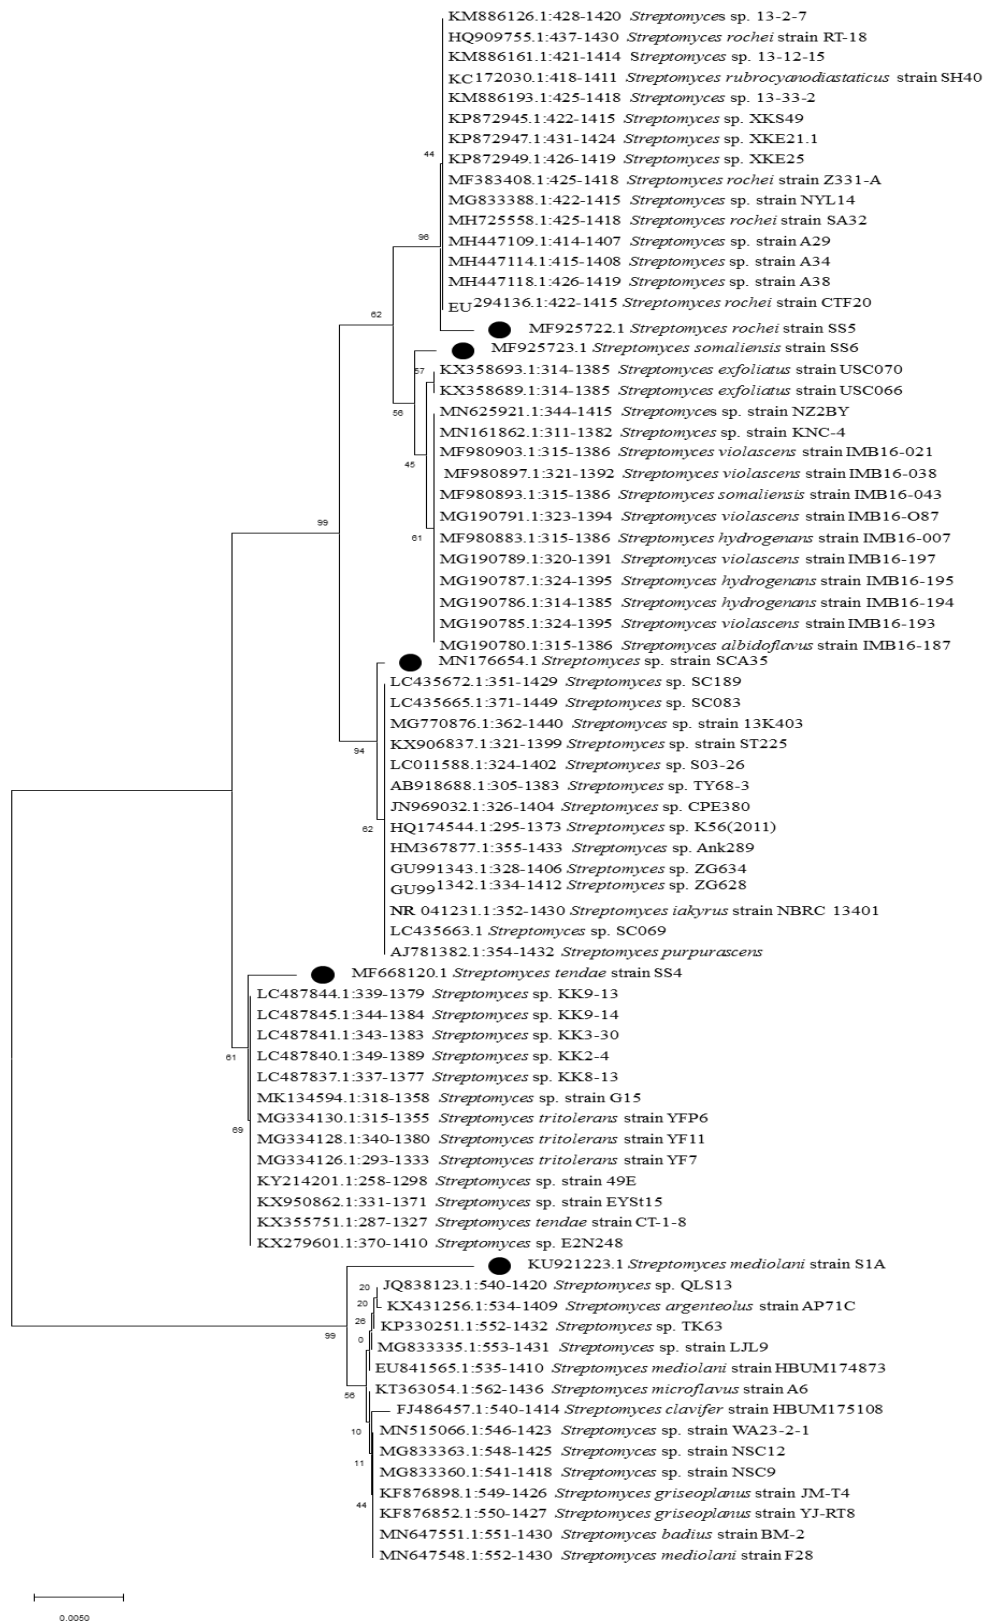 KM886126.1:428-1420 Streptomyces sp. 13-2-7
HQ909755.1:437-1430 Streptomyces rochei strain RT-18
KM886161.1:421-1414 Streptomyces sp. 13-12-15
KC172030.1:418-1411 Streptomyces rubrocyanodiastaticus strain SH40
KM886193.1:425-1418 Streptomyces sp. 13-33-2
KP872945.1:422-1415 Streptomyces sp. XKS49
KP872947.1:431-1424 Streptomyces sp. XKE21.1
44 KP872949.1:426-1419 Streptomyces sp. XKE25
MF383408.1:425-1418 Streptomyces rochei strain Z331-A
MG833388.1:422-1415 Streptomyces sp. strain NYL14
MH725558.1:425-1418 Streptomyces rochei strain SA32
96 MH447109.1:414-1407 Streptomyces sp. strain A29
MH447114.1:415-1408 Streptomyces sp. strain A34
MH447118.1:426-1419 Streptomyces sp. strain A38
EU294136.1:422-1415 Streptomyces rochei strain CTF20
62
MF925722.1 Streptomyces rochei strain SS5
MF925723.1 Streptomyces somaliensis strain SS6
57 KX358693.1:314-1385 Streptomyces exfoliatus strain USC070
KX358689.1:314-1385 Streptomyces exfoliatus strain USC066
56 MN625921.1:344-1415 Streptomyces sp. strain NZ2BY
MN161862.1:311-1382 Streptomyces sp. strain KNC-4
MF980903.1:315-1386 Streptomyces violascens strain IMB16-021
45
MF980897.1:321-1392 Streptomyces violascens strain IMB16-038
MF980893.1:315-1386 Streptomyces somaliensis strain IMB16-043
MG190791.1:323-1394 Streptomyces violascens strain IMB16-O87
99
61 MF980883.1:315-1386 Streptomyces hydrogenans strain IMB16-007
MG190789.1:320-1391 Streptomyces violascens strain IMB16-197
MG190787.1:324-1395 Streptomyces hydrogenans strain IMB16-195
MG190786.1:314-1385 Streptomyces hydrogenans strain IMB16-194
MG190785.1:324-1395 Streptomyces violascens strain IMB16-193
MG190780.1:315-1386 Streptomyces albidoflavus strain IMB16-187
MN176654.1 Streptomyces sp. strain SCA35
LC435672.1:351-1429 Streptomyces sp. SC189
LC435665.1:371-1449 Streptomyces sp. SC083
MG770876.1:362-1440 Streptomyces sp. strain 13K403
94 KX906837.1:321-1399 Streptomyces sp. strain ST225
LC011588.1:324-1402 Streptomyces sp. S03-26
AB918688.1:305-1383 Streptomyces sp. TY68-3
JN969032.1:326-1404 Streptomyces sp. CPE380
62 HQ174544.1:295-1373 Streptomyces sp. K56(2011)
HM367877.1:355-1433 Streptomyces sp. Ank289
GU991343.1:328-1406 Streptomyces sp. ZG634
GU991342.1:334-1412 Streptomyces sp. ZG628
NR 041231.1:352-1430 Streptomyces iakyrus strain NBRC 13401
LC435663.1 Streptomyces sp. SC069
AJ781382.1:354-1432 Streptomyces purpurascens
MF668120.1 Streptomyces tendae strain SS4
LC487844.1:339-1379 Streptomyces sp. KK9-13
LC487845.1:344-1384 Streptomyces sp. KK9-14
LC487841.1:343-1383 Streptomyces sp. KK3-30
61 LC487840.1:349-1389 Streptomyces sp. KK2-4
LC487837.1:337-1377 Streptomyces sp. KK8-13
MK134594.1:318-1358 Streptomyces sp. strain G15
MG334130.1:315-1355 Streptomyces tritolerans strain YFP6
69
MG334128.1:340-1380 Streptomyces tritolerans strain YF11
MG334126.1:293-1333 Streptomyces tritolerans strain YF7
KY214201.1:258-1298 Streptomyces sp. strain 49E
KX950862.1:331-1371 Streptomyces sp. strain EYSt15
KX355751.1:287-1327 Streptomyces tendae strain CT-1-8
KX279601.1:370-1410 Streptomyces sp. E2N248
KU921223.1 Streptomyces mediolani strain S1A
20 JQ838123.1:540-1420 Streptomyces sp. QLS13
20 KX431256.1:534-1409 Streptomyces argenteolus strain AP71C
26 KP330251.1:552-1432 Streptomyces sp. TK63
99 0
MG833335.1:553-1431 Streptomyces sp. strain LJL9
EU841565.1:535-1410 Streptomyces mediolani strain HBUM174873
56 KT363054.1:562-1436 Streptomyces microflavus strain A6
FJ486457.1:540-1414 Streptomyces clavifer strain HBUM175108
10 MN515066.1:546-1423 Streptomyces sp. strain WA23-2-1
MG833363.1:548-1425 Streptomyces sp. strain NSC12
11
MG833360.1:541-1418 Streptomyces sp. strain NSC9
KF876898.1:549-1426 Streptomyces griseoplanus strain JM-T4
44
KF876852.1:550-1427 Streptomyces griseoplanus strain YJ-RT8
MN647551.1:551-1430 Streptomyces badius strain BM-2
MN647548.1:552-1430 Streptomyces mediolani strain F28
0.0050